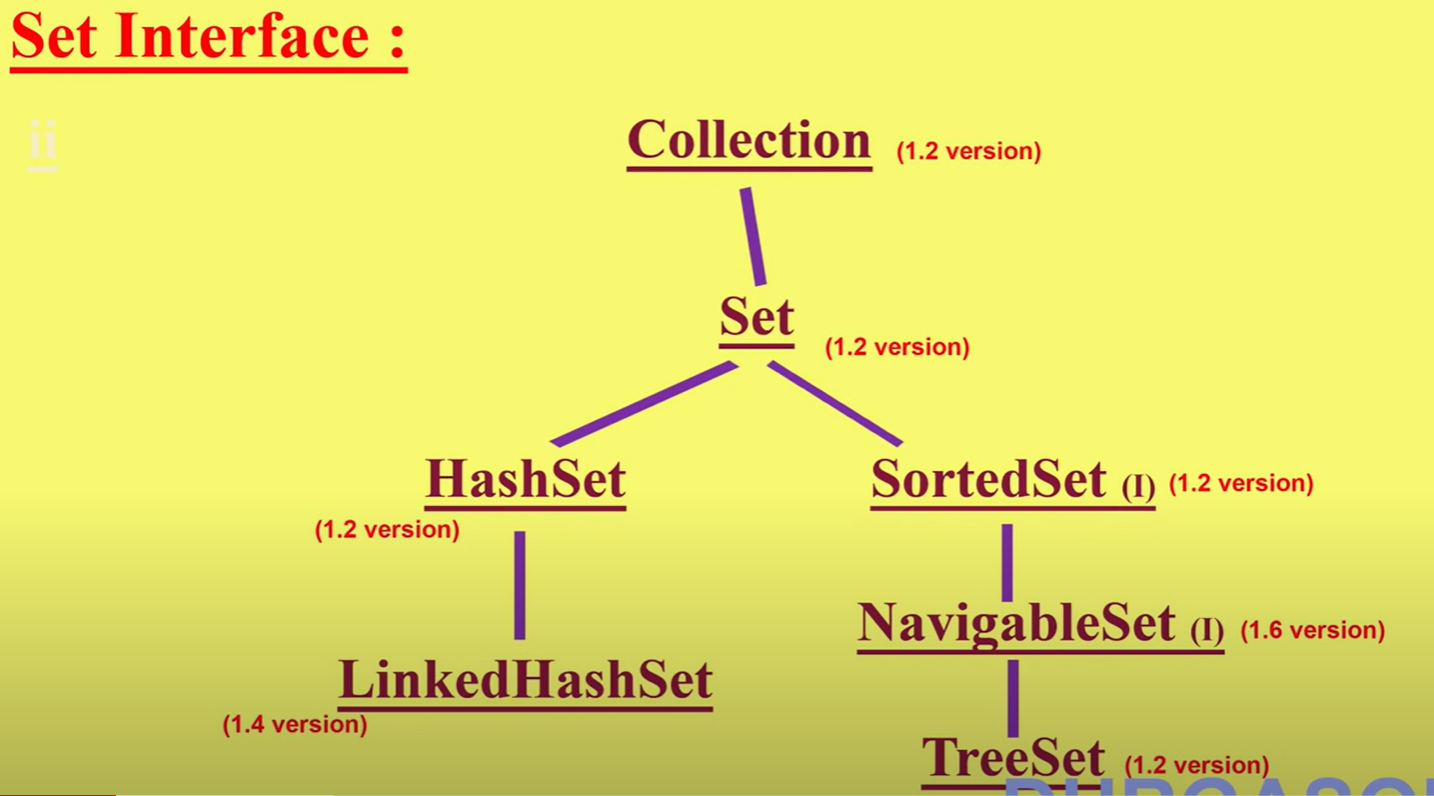 Set Interface :
ii
Collection (1.2 version)
Set
(1.2 version)
HashSet
SortedSet (I) (1.2 version)
(1.2 version)
NavigableSet (I) (1.6 version)
LinkedHashSet
(1.4 version)
TreeSet (1.2 version)